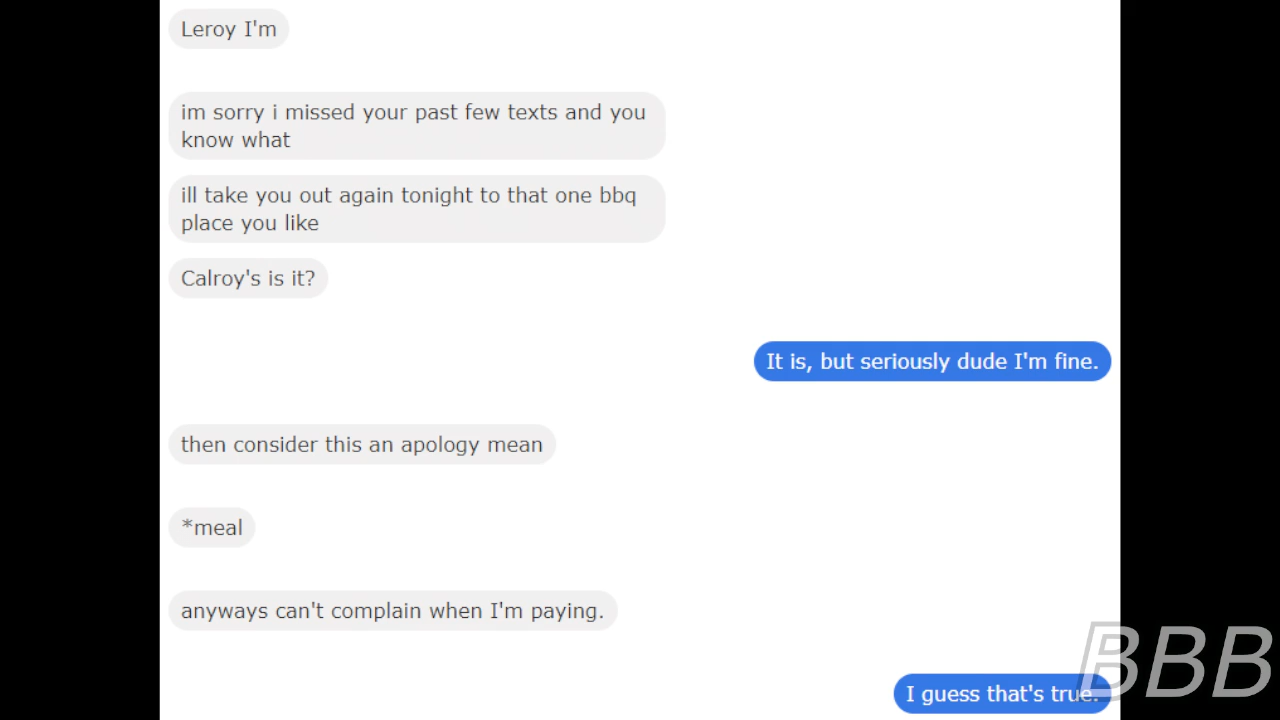 Leroy I'm
im sorry i missed your past few texts and you
know what
ill take you out again tonight to that one bbq
place you like
Calroy's is it?
It is, but seriously dude I'm fine.
then consider this an apology mean
*meal
anyways can't complain when I'm paying.
I guess that's true.
BBB